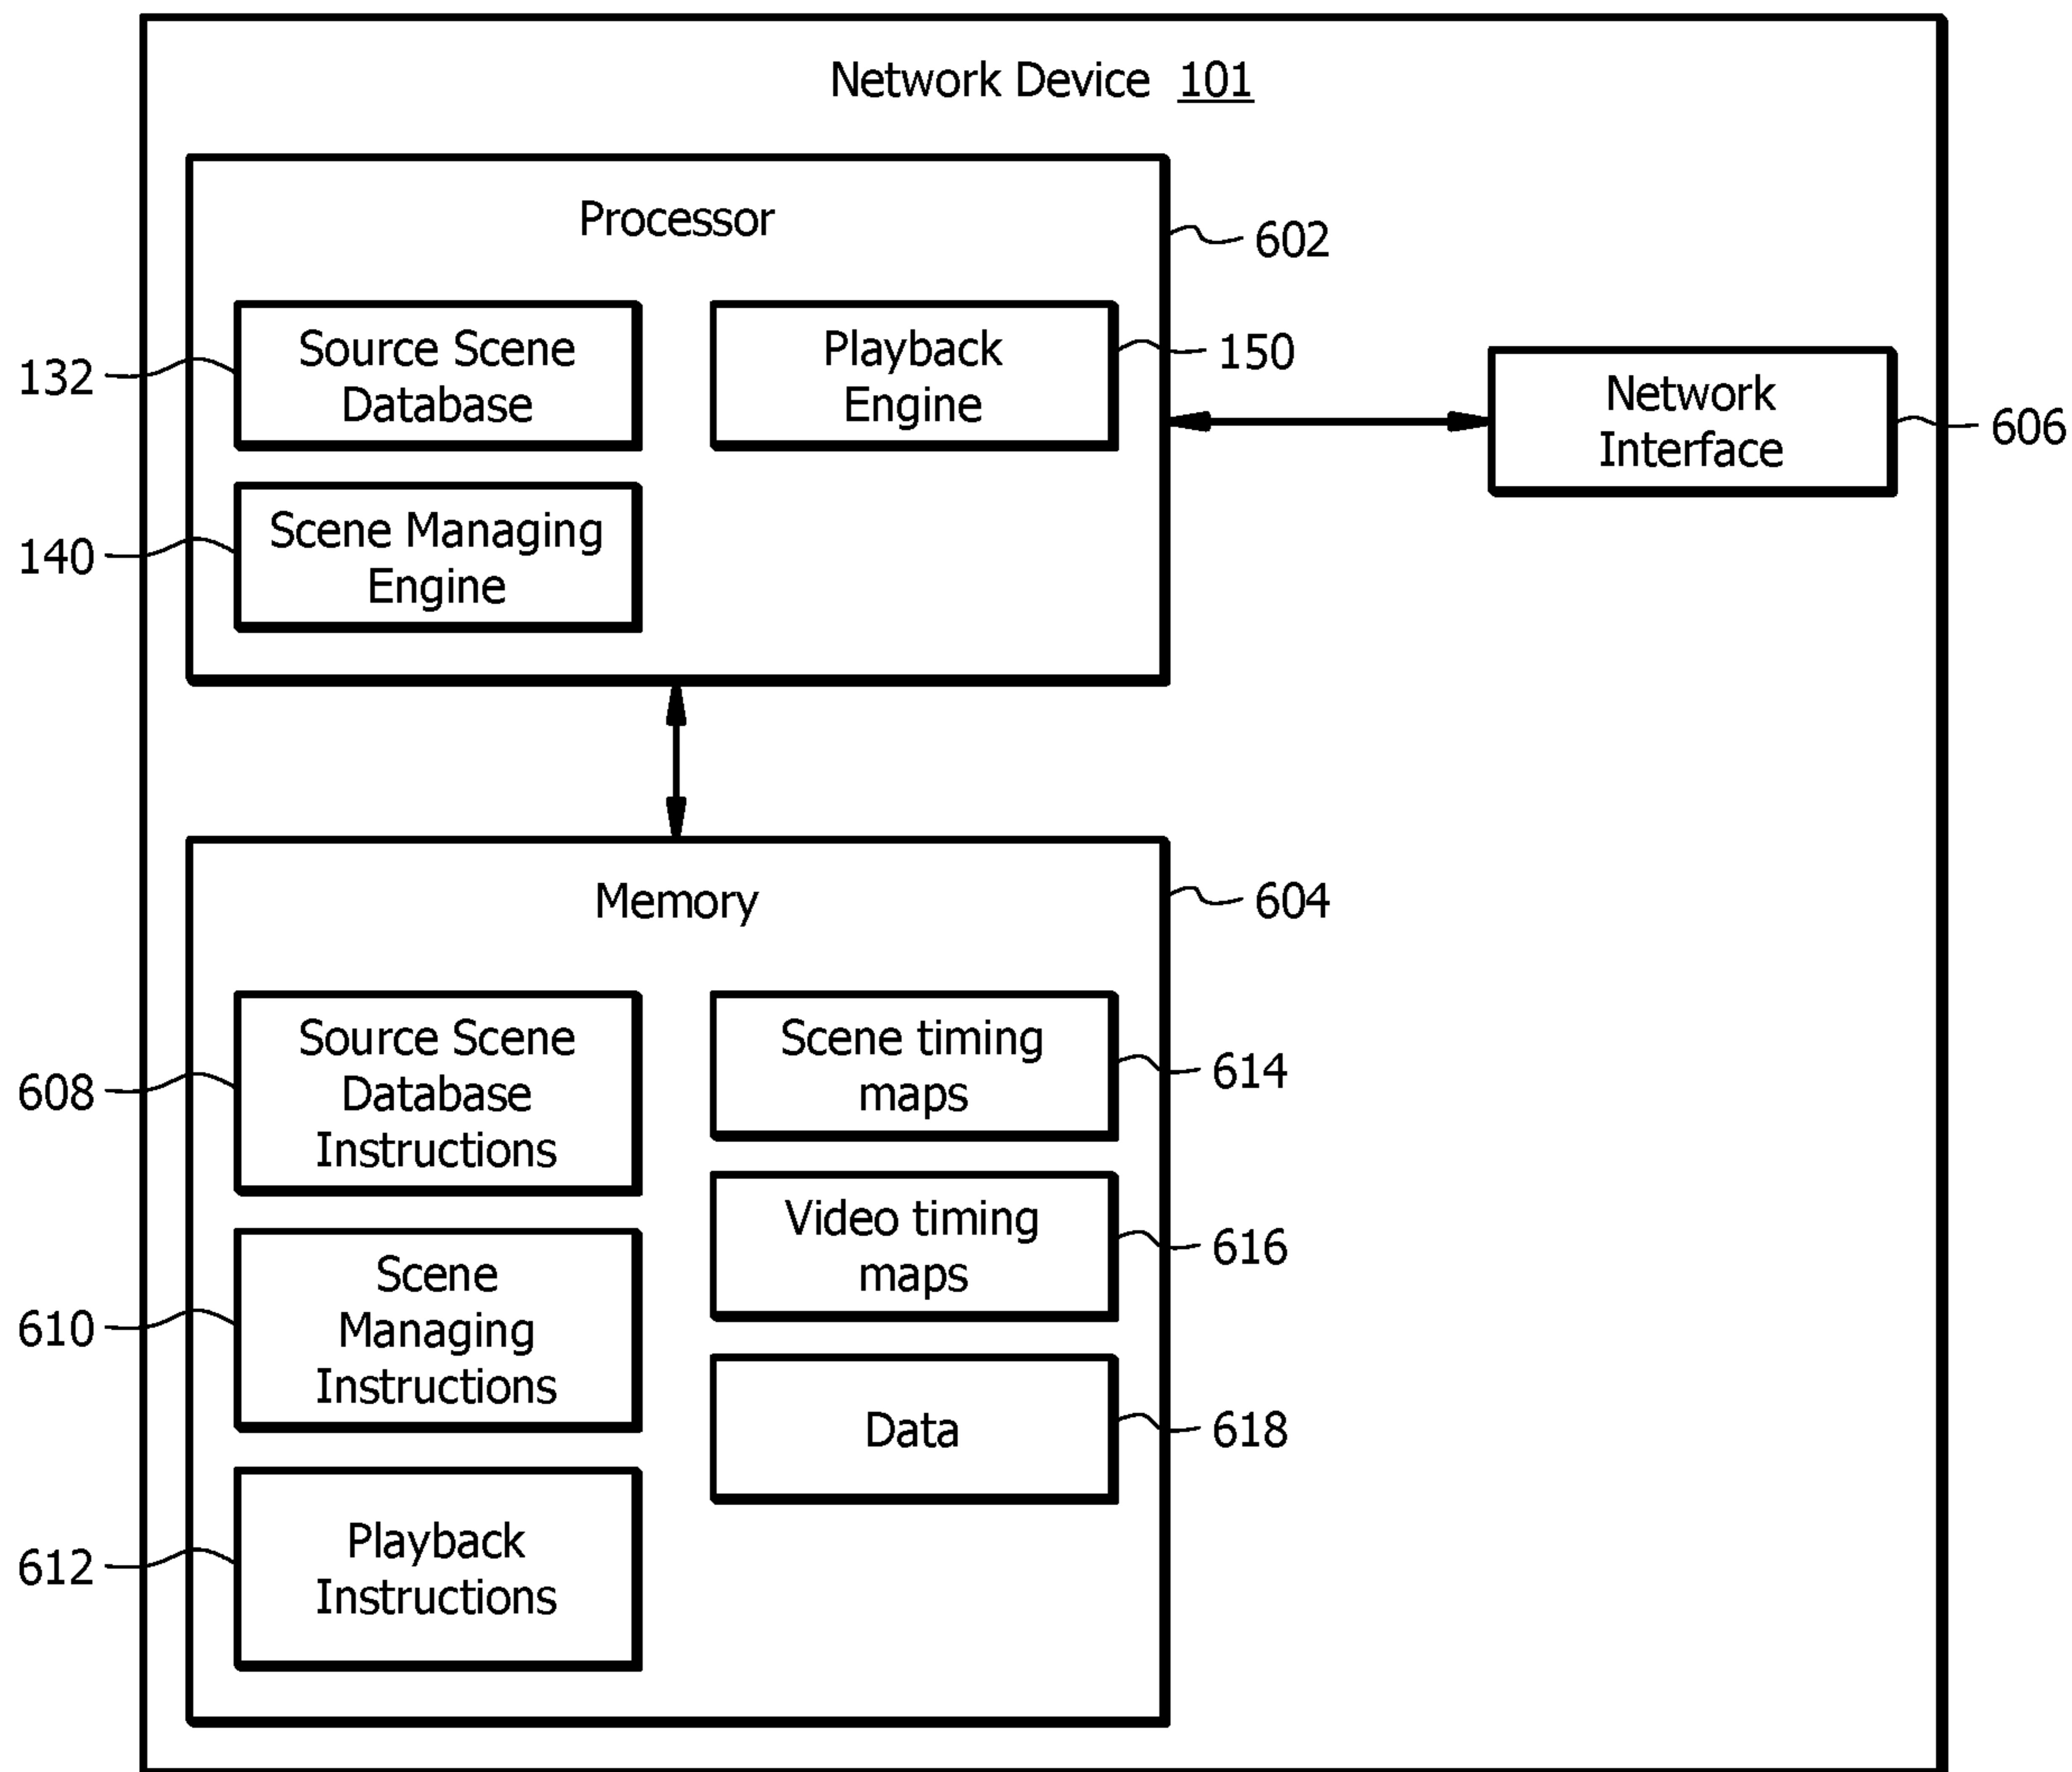 Network Device 101
Processor
602
Source Scene
Database
132
Playback
Engine
150
Scene Managing
Engine
140
Network
Interface
606
Memory
604
Source Scene
Database
Instructions
608
Scene
Managing
Instructions
610
Playback
Instructions
612
Scene timing
maps
614
Video timing
maps
616
Data
618